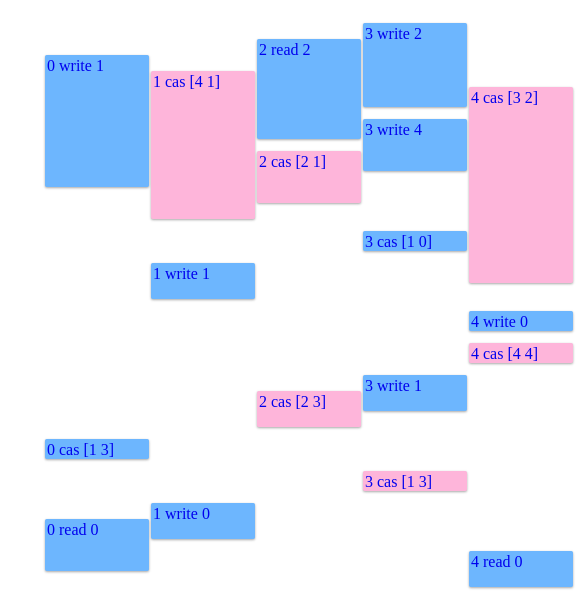 3 write 2
2 read 2
0 write 1
1 cas [4 1]
4 cas [3 2]
3 write 4
2 cas [2 1]
3 cas [1 0]
1 write 1
4 write 0
4 cas [4 4]
3 write 1
2 cas [2 3]
0 cas [1 3]
3 cas [1 3]
1 write 0
0 read 0
4 read 0